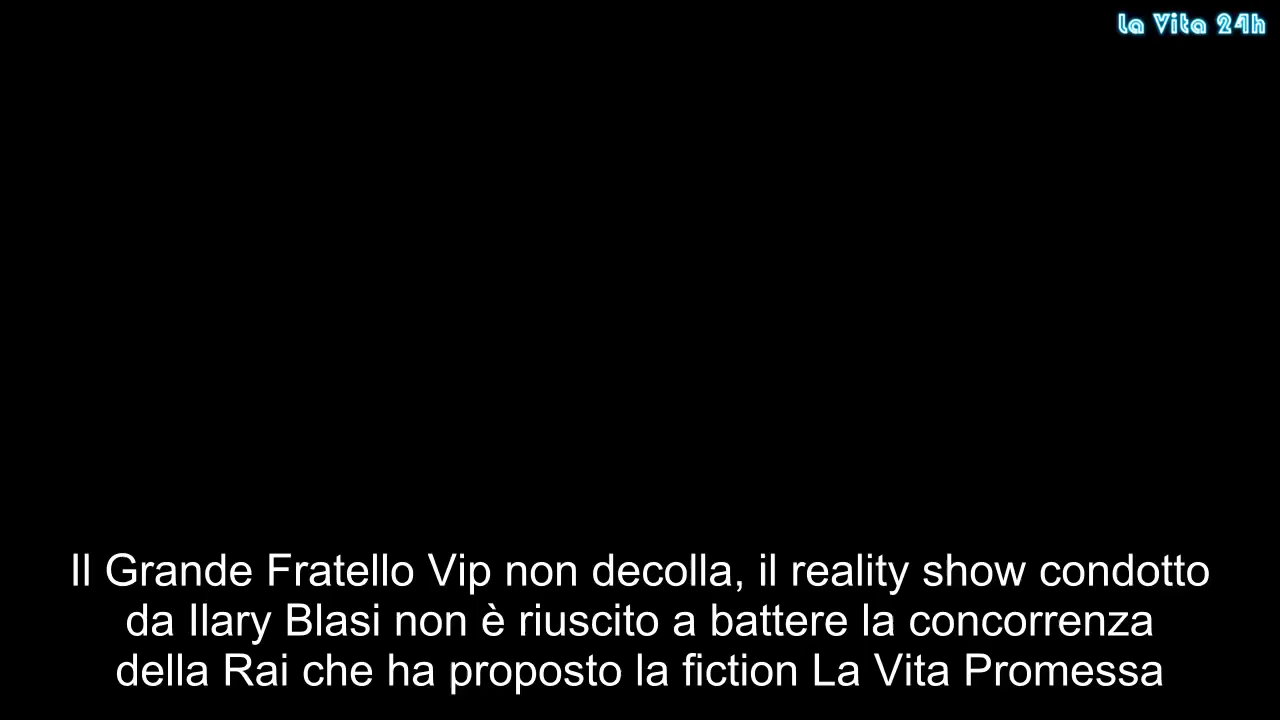 La Vita 24h
Il Grande Fratello Vip non decolla, il reality show condotto
da Ilary Blasi non è riuscito a battere la concorrenza
della Rai che ha proposto la fiction La Vita Promessa